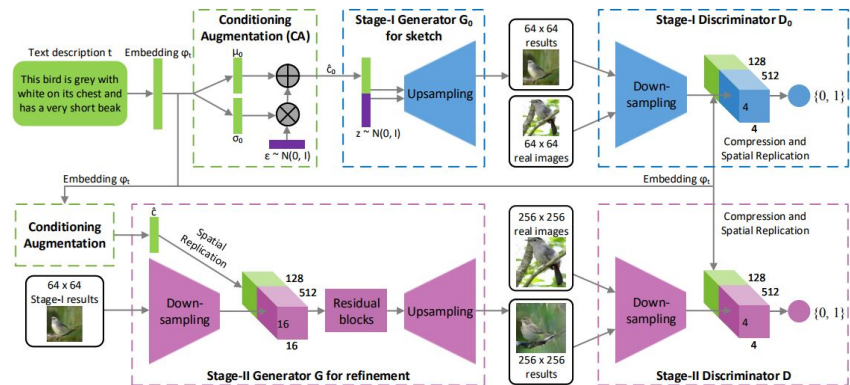 Conditioning
Augmentation (CA)
Stage-I Generator G₀
for sketch
Stage-I Discriminator D₀
Text description t
Embedding φₜ
This bird is grey with
white on its chest and
has a very short beak
μ₀
σ₀
ε ~ N(0, I)
ĉ₀
z ~ N(0, I)
Upsampling
64 x 64
results
64 x 64
real images
Down-
sampling
128
512
4
4
{0, 1}
Compression and
Spatial Replication
Embedding φₜ
Embedding φₜ
Conditioning
Augmentation
ĉ
Spatial
Replication
64 x 64
Stage-I results
Down-
sampling
128
512
16
16
Residual
blocks
Upsampling
256 x 256
real images
256 x 256
results
Compression and
Spatial Replication
Down-
sampling
128
512
4
4
{0, 1}
Stage-II Generator G for refinement
Stage-II Discriminator D